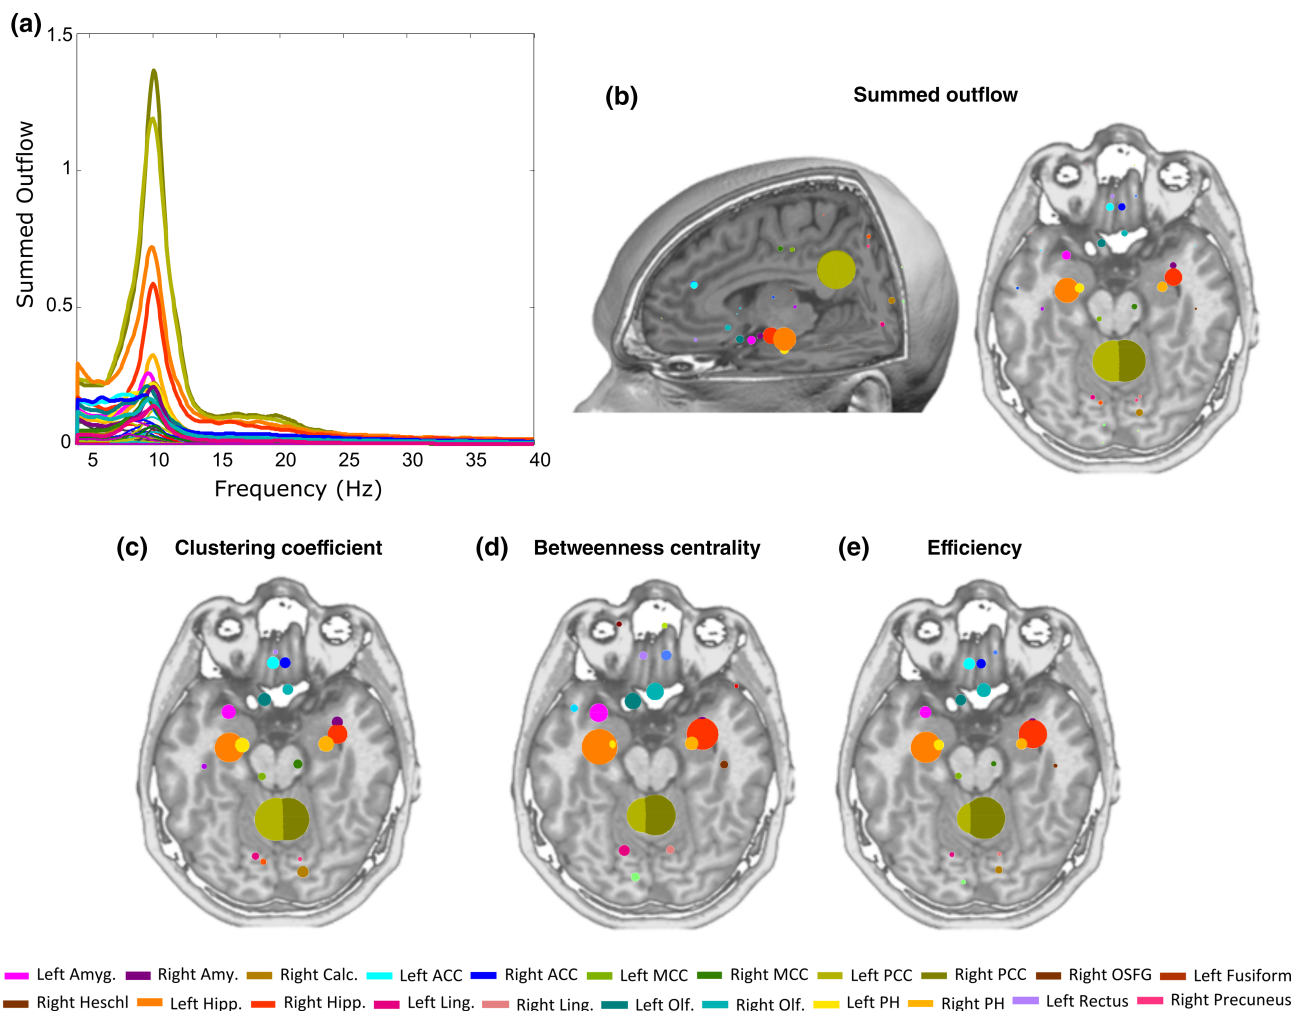 (a)
1.5
1
0.5
0
Summed Outflow
5 10 15 20 25 30 35 40
Frequency (Hz)
(b) Summed outflow
(c) Clustering coefficient
(d) Betweenness centrality
(e) Efficiency
Left Amyg. Right Amy. Right Calc. Left ACC Right ACC Left MCC Right MCC Left PCC Right PCC Right OSFG Left Fusiform
Right Heschl Left Hipp. Right Hipp. Left Ling. Right Ling. Left Olf. Right Olf. Left PH Right PH Left Rectus Right Precuneus